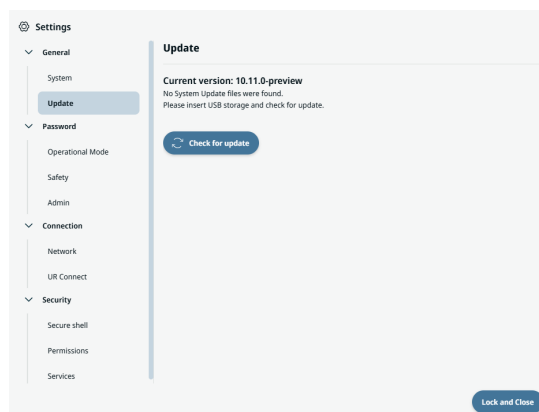 Settings
General
System
Update
Password
Operational Mode
Safety
Admin
Connection
Network
UR Connect
Security
Secure shell
Permissions
Services
Update
Current version: 10.11.0-preview
No System Update files were found.
Please insert USB storage and check for update.
Check for update
Lock and Close